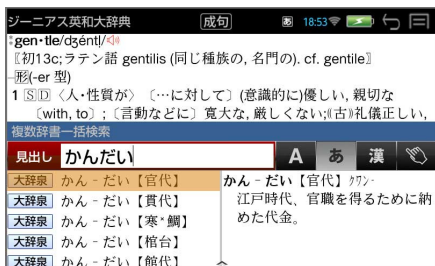 ジーニアス英和大辞典 成句 18:53
gen・tle/dʒéntl/
〖初13c;ラテン語 gentilis (同じ種族の, 名門の). cf. gentile〗
―形(-er 型)
1 SD 〈人・性質が〉〔…に対して〕(意識的に)優しい, 親切な
〔with, to〕;〔言動などに〕寛大な, 厳しくない;《古》礼儀正しい,
複数辞書一括検索
見出し かんだい A あ 漢
大辞泉 かん‐だい【官代】
大辞泉 かん‐だい【貫代】
大辞泉 かん‐だい【寒×鯛】
大辞泉 かん‐だい【棺台】
大辞泉 かん‐だい【館代】
かん‐だい【官代】クワン‐
江戸時代、官職を得るために納
めた代金。